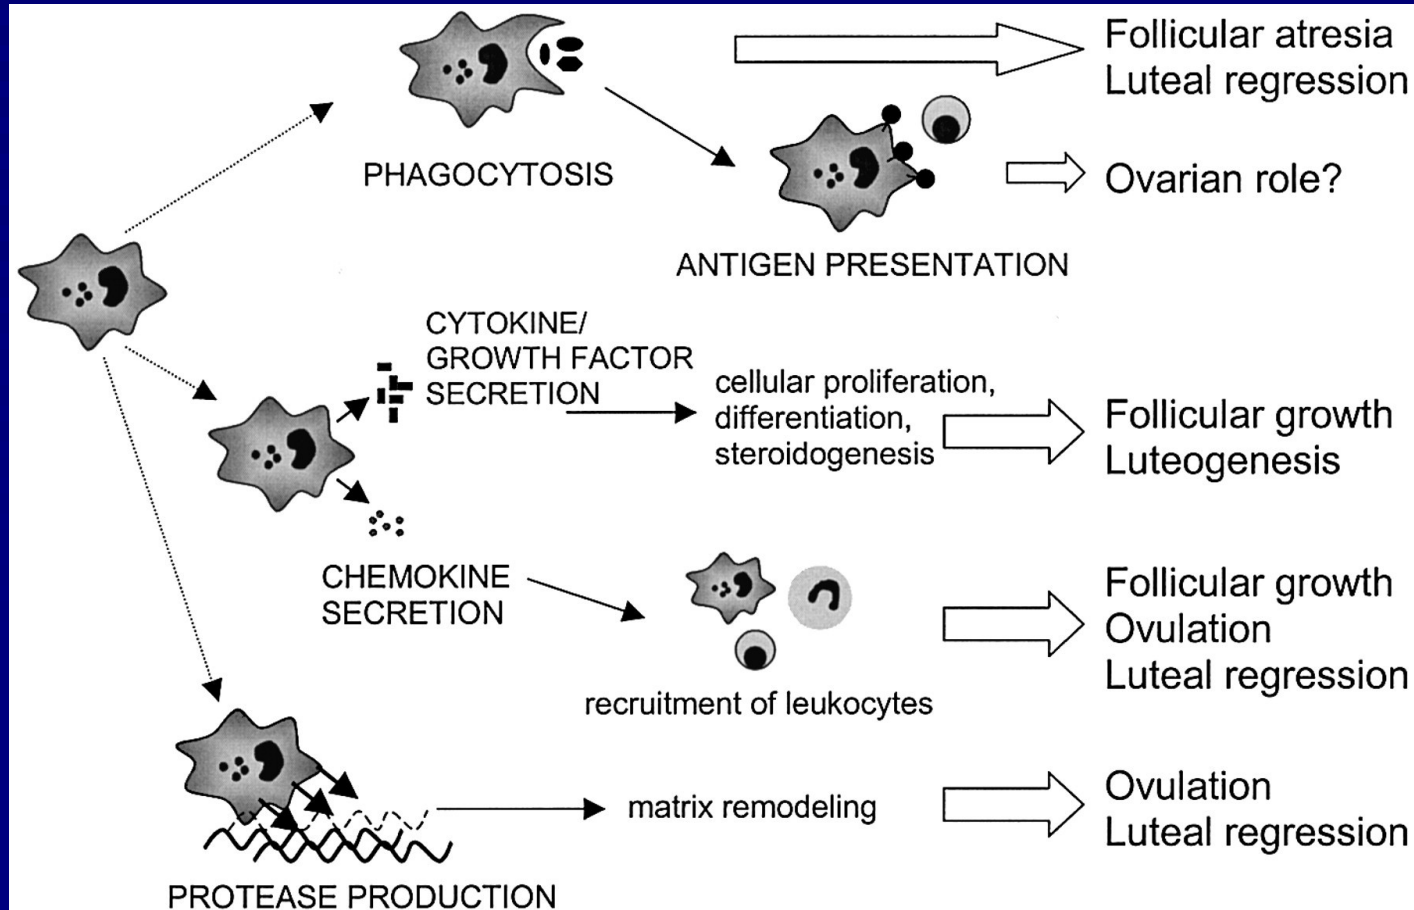 Follicular atresia
Luteal regression
PHAGOCYTOSIS
Ovarian role?
ANTIGEN PRESENTATION
CYTOKINE/
GROWTH FACTOR
SECRETION
cellular proliferation,
differentiation,
steroidogenesis
Follicular growth
Luteogenesis
CHEMOKINE
SECRETION
recruitment of leukocytes
Follicular growth
Ovulation
Luteal regression
matrix remodeling
Ovulation
Luteal regression
PROTEASE PRODUCTION